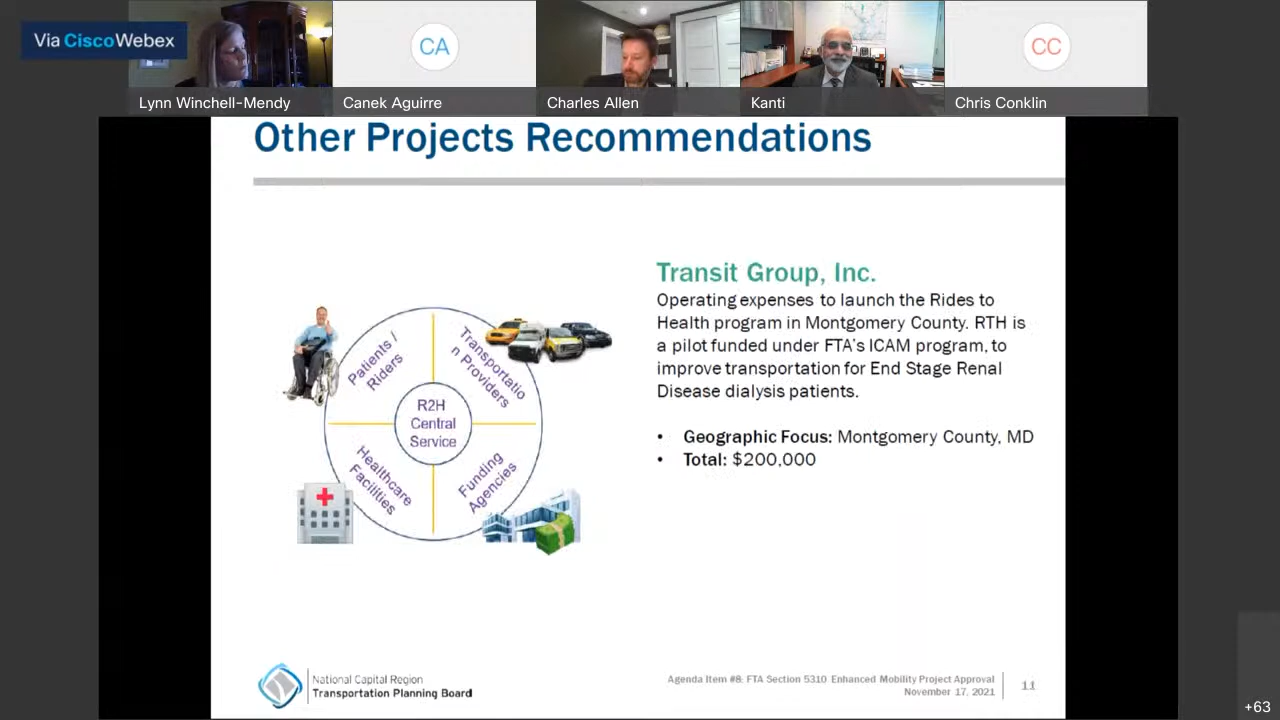 Via CiscoWebex
CA
CC
Lynn Winchell-Mendy
Canek Aguirre
Charles Allen
Kanti
Chris Conklin
Other Projects Recommendations
Patients /
Riders
Transportatio
n Providers
R2H
Central
Service
Healthcare
Facilities
Funding
Agencies
Transit Group, Inc.
Operating expenses to launch the Rides to
Health program in Montgomery County. RTH is
a pilot funded under FTA's ICAM program, to
improve transportation for End Stage Renal
Disease dialysis patients.
• Geographic Focus: Montgomery County, MD
• Total: $200,000
National Capital Region
Transportation Planning Board
Agenda Item #8: FTA Section 5310 Enhanced Mobility Project Approval
November 17, 2021
11
+63